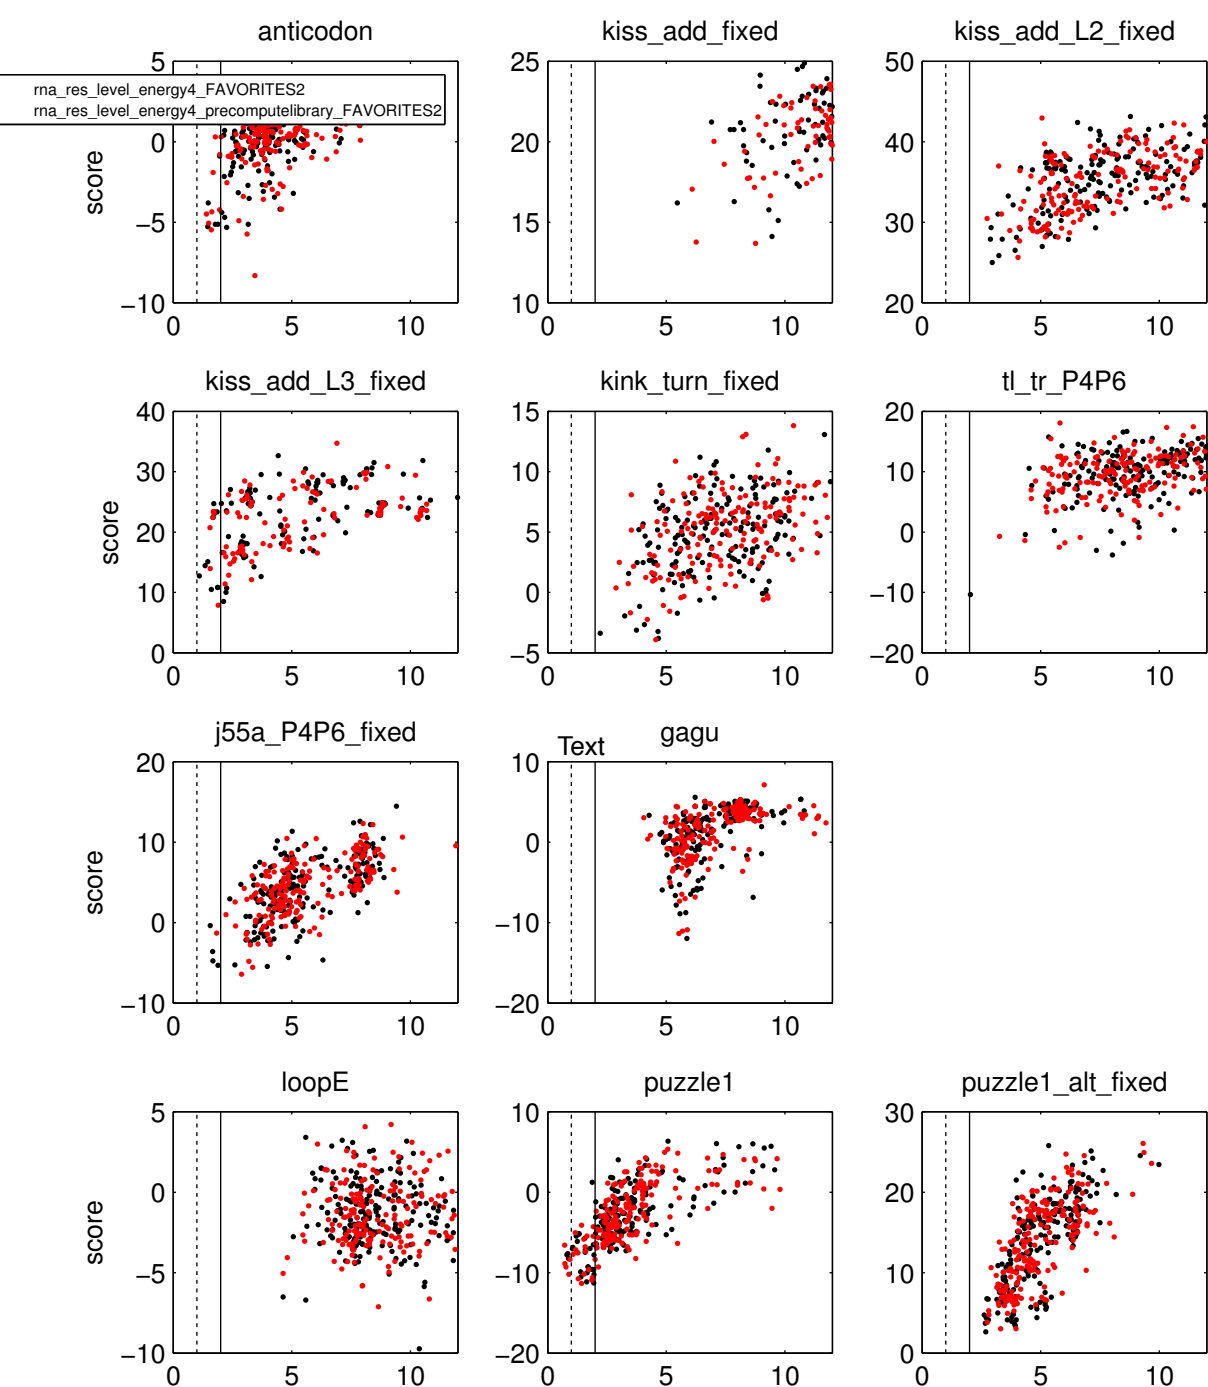 anticodon
kiss_add_fixed
kiss_add_L2_fixed
5
rna_res_level_energy4_FAVORITES2
rna_res_level_energy4_precomputelibrary_FAVORITES2
0
−5
−10
score
0 5 10
25
20
15
10
0 5 10
50
40
30
20
0 5 10
kiss_add_L3_fixed
kink_turn_fixed
tl_tr_P4P6
40
30
20
10
0
score
0 5 10
15
10
5
0
−5
0 5 10
20
10
0
−10
−20
0 5 10
j55a_P4P6_fixed
Text
gagu
20
10
0
−10
score
0 5 10
10
0
−10
−20
0 5 10
loopE
puzzle1
puzzle1_alt_fixed
5
0
−5
−10
score
0 5 10
10
0
−10
−20
0 5 10
30
20
10
0
0 5 10